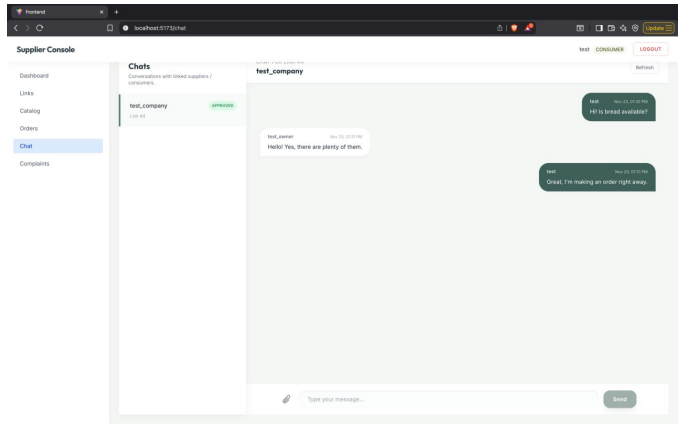 frontend
localhost:5173/chat
Update
Supplier Console
test CONSUMER LOGOUT
Dashboard
Links
Catalog
Orders
Chat
Complaints
Chats
Conversations with linked suppliers /
consumers.
test_company APPROVED
Link #4
test_company
Refresh
test Nov 23, 01:30 PM
Hi! Is bread available?
test_owner Nov 23, 01:31 PM
Hello! Yes, there are plenty of them.
test Nov 23, 01:31 PM
Great, I'm making an order right away.
Type your message...
Send